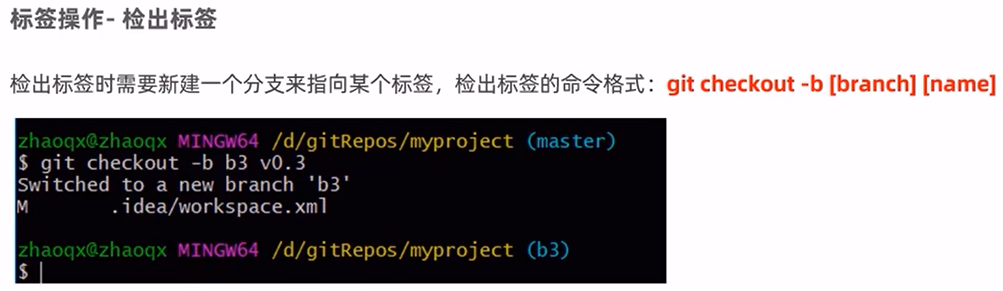 标签操作- 检出标签
检出标签时需要新建一个分支来指向某个标签，检出标签的命令格式：git checkout -b [branch] [name]
zhaoqx@zhaoqx MINGW64 /d/gitRepos/myproject (master)
$ git checkout -b b3 v0.3
Switched to a new branch 'b3'
M       .idea/workspace.xml
zhaoqx@zhaoqx MINGW64 /d/gitRepos/myproject (b3)
$